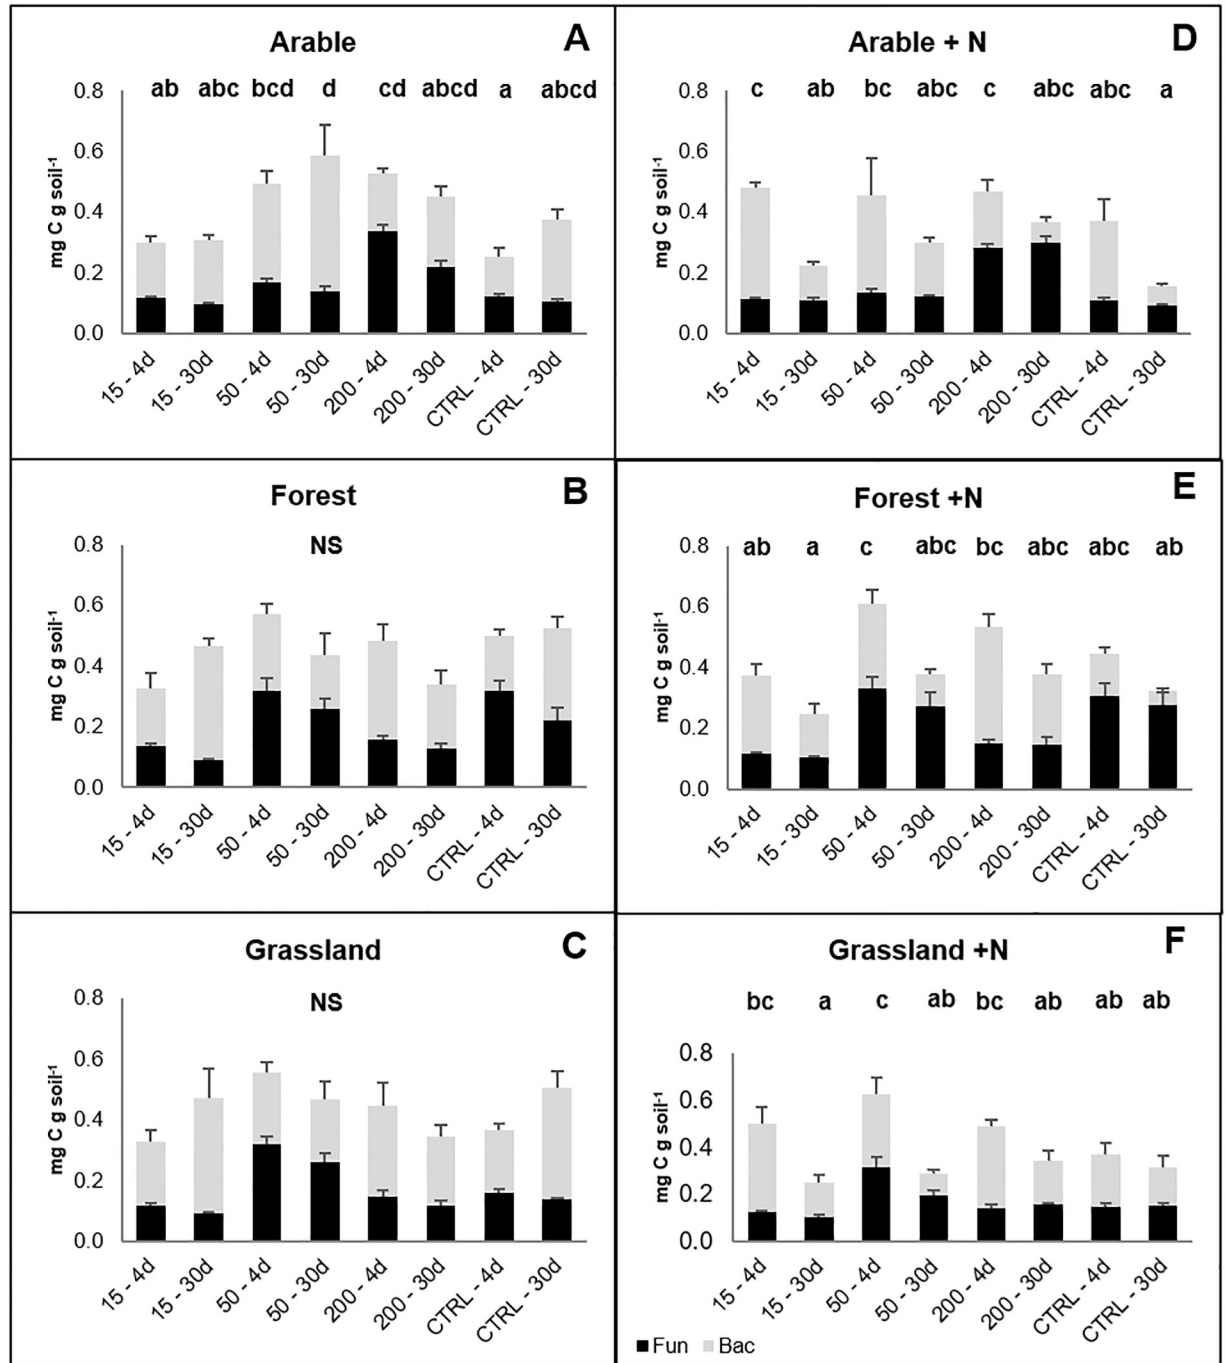 Arable A
ab abc bcd d cd abcd a abcd
0.8
0.6
0.4
0.2
0.0
mg C g soil-1
15 - 4d
15 - 30d
50 - 4d
50 - 30d
200 - 4d
200 - 30d
CTRL - 4d
CTRL - 30d
Arable + N D
c ab bc abc c abc abc a
0.8
0.6
0.4
0.2
0.0
mg C g soil-1
15 - 4d
15 - 30d
50 - 4d
50 - 30d
200 - 4d
200 - 30d
CTRL - 4d
CTRL - 30d
Forest B
NS
0.8
0.6
0.4
0.2
0.0
mg C g soil-1
15 - 4d
15 - 30d
50 - 4d
50 - 30d
200 - 4d
200 - 30d
CTRL - 4d
CTRL - 30d
Forest +N E
ab a c abc bc abc abc ab
0.8
0.6
0.4
0.2
0.0
mg C g soil-1
15 - 4d
15 - 30d
50 - 4d
50 - 30d
200 - 4d
200 - 30d
CTRL - 4d
CTRL - 30d
Grassland C
NS
0.8
0.6
0.4
0.2
0.0
mg C g soil-1
15 - 4d
15 - 30d
50 - 4d
50 - 30d
200 - 4d
200 - 30d
CTRL - 4d
CTRL - 30d
Grassland +N F
bc a c ab bc ab ab ab
0.8
0.6
0.4
0.2
0.0
mg C g soil-1
15 - 4d
15 - 30d
50 - 4d
50 - 30d
200 - 4d
200 - 30d
CTRL - 4d
CTRL - 30d
Fun Bac